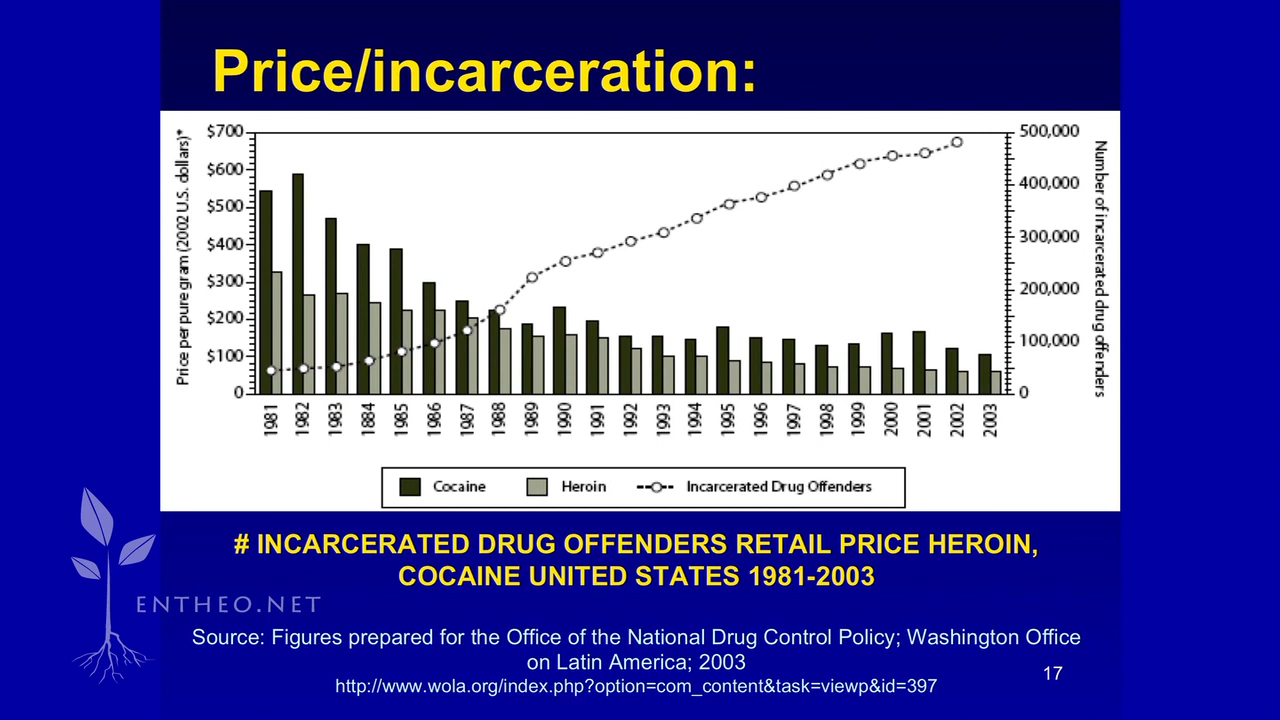 Price/incarceration:
Price per pure gram (2002 U.S. dollars)*
$700
$600
$500
$400
$300
$200
$100
0
500,000
400,000
300,000
200,000
100,000
0
Number of incarcerated drug offenders
1981 1982 1983 1884 1985 1986 1987 1988 1989 1990 1991 1992 1993 1994 1995 1996 1997 1998 1999 2000 2001 2002 2003
Cocaine Heroin Incarcerated Drug Offenders
# INCARCERATED DRUG OFFENDERS RETAIL PRICE HEROIN,
COCAINE UNITED STATES 1981-2003
ENTHEO.NET
Source: Figures prepared for the Office of the National Drug Control Policy; Washington Office
on Latin America; 2003
17
http://www.wola.org/index.php?option=com_content&task=viewp&id=397